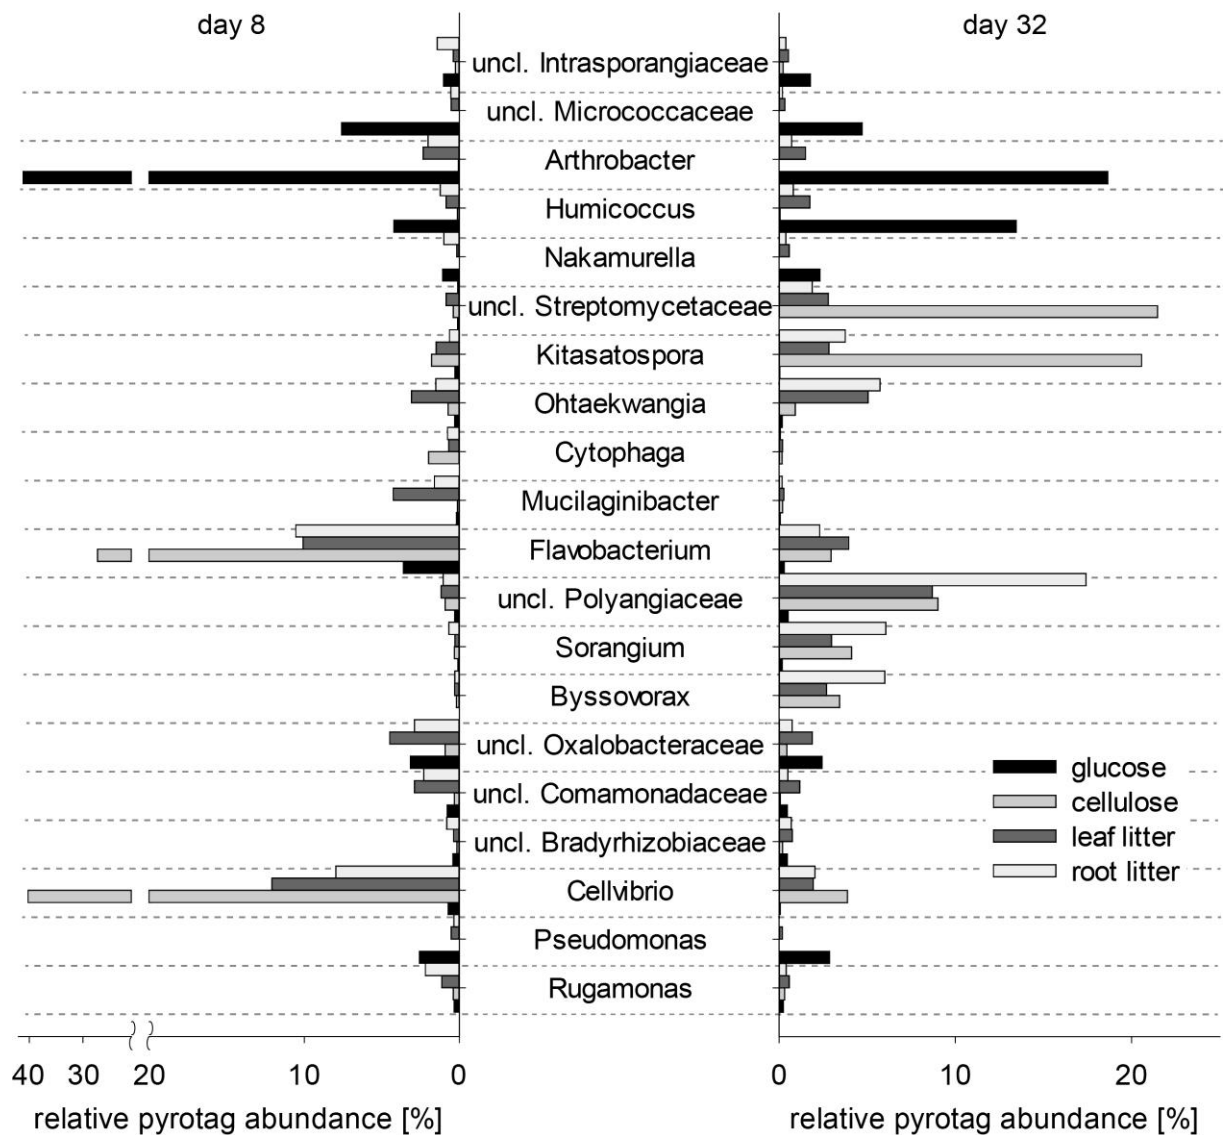 day 8
day 32
uncl. Intrasporangiaceae
uncl. Micrococcaceae
Arthrobacter
Humicoccus
Nakamurella
uncl. Streptomycetaceae
Kitasatospora
Ohtaekwangia
Cytophaga
Mucilaginibacter
Flavobacterium
uncl. Polyangiaceae
Sorangium
Byssovorax
uncl. Oxalobacteraceae
uncl. Comamonadaceae
uncl. Bradyrhizobiaceae
Cellvibrio
Pseudomonas
Rugamonas
glucose
cellulose
leaf litter
root litter
40 30 20 10 0
0 10 20
relative pyrotag abundance [%]
relative pyrotag abundance [%]